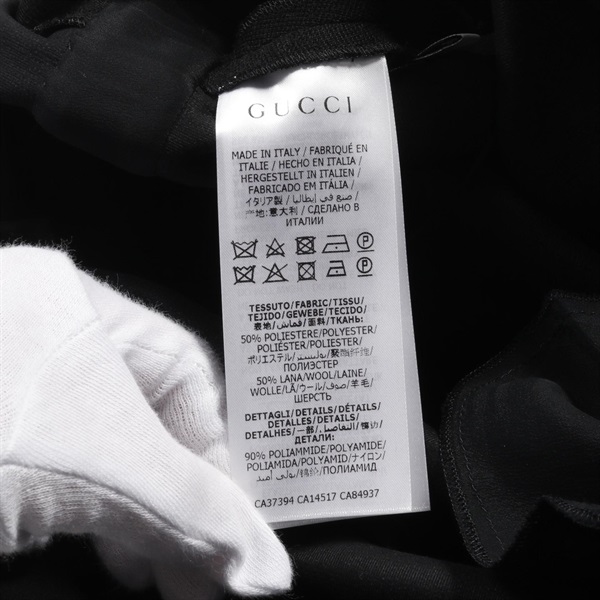 GUCCI
MADE IN ITALY / FABRIQUÉ EN
ITALIE / HECHO EN ITALIA /
HERGESTELLT IN ITALIEN /
FABRICADO EM ITÁLIA /
イタリア製 / صنع في إيطاليا /
产地: 意大利 / СДЕЛАНО В
ИТАЛИИ
P
P
TESSUTO/FABRIC/TISSU/
TEJIDO/GEWEBE/TECIDO/
表地/قماش/面料/ТКАНЬ:
50% POLIESTERE/POLYESTER/
POLIÉSTER/POLIESTER/
ポリエステル/بوليستر/聚酯纤维/
ПОЛИЭСТЕР
50% LANA/WOOL/LAINE/
WOLLE/LÃ/ウール/صوف/羊毛/
ШЕРСТЬ
DETTAGLI/DETAILS/DÉTAILS/
DETALLES/DETAILS/
DETALHES/一部/التفاصيل/
ДЕТАЛИ:
90% POLIAMMIDE/POLYAMIDE/
POLIAMIDA/POLYAMID/ナイロン/
بولي أميد/锦纶/ПОЛИАМИД
CA37394 CA14517 CA84937